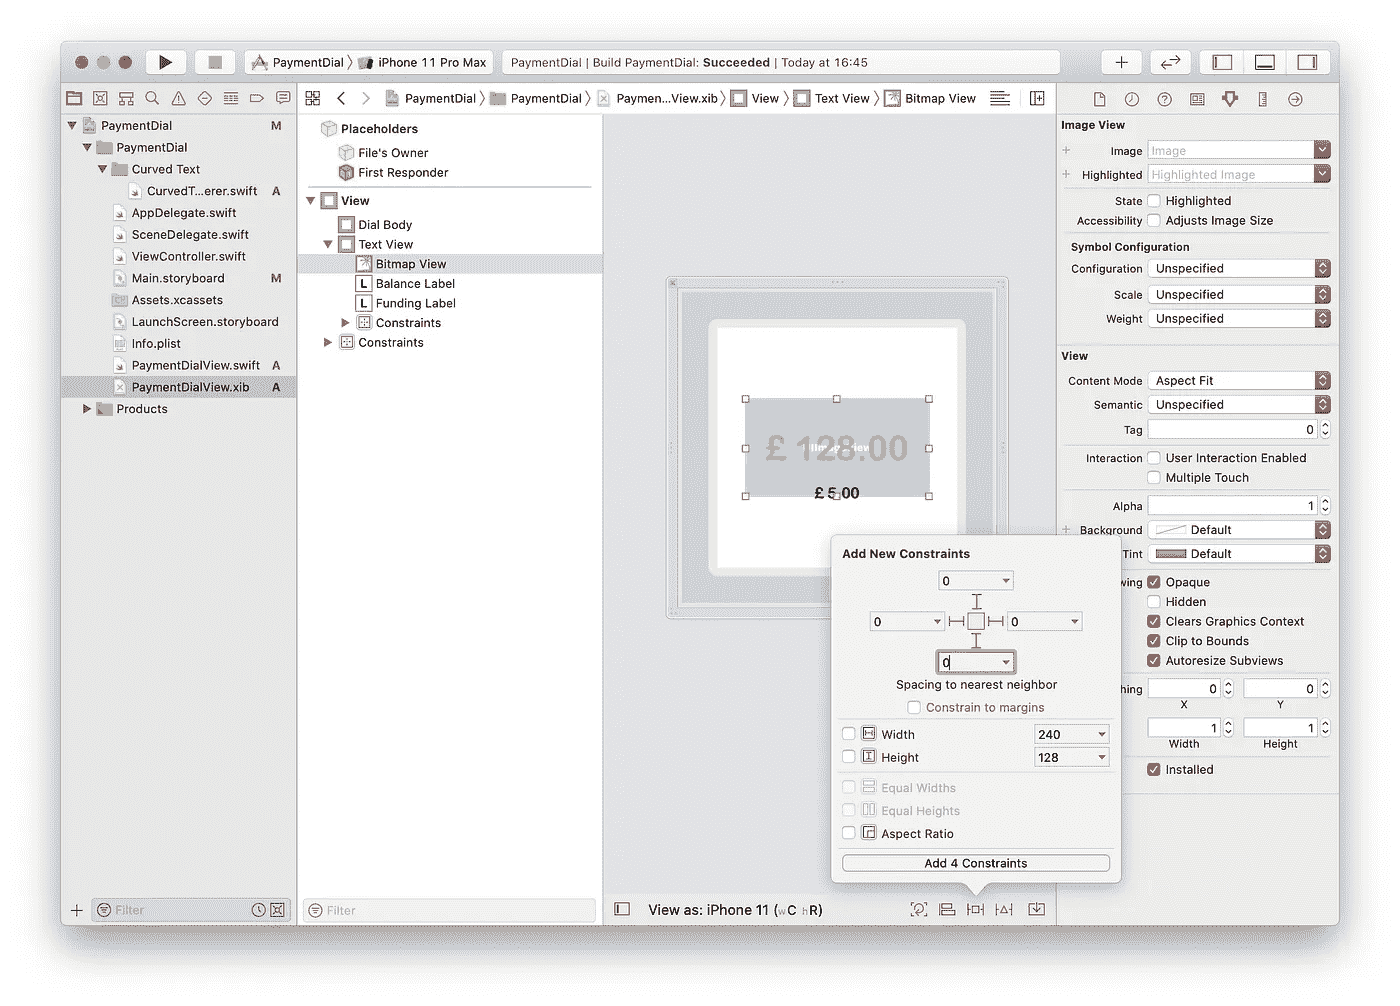 PaymentDial
iPhone 11 Pro Max
PaymentDial | Build PaymentDial: Succeeded | Today at 16:45
PaymentDial
PaymentDial
Paymen...View.xib
View
Text View
Bitmap View
PaymentDial
M
PaymentDial
Curved Text
CurvedT...erer.swift
A
AppDelegate.swift
SceneDelegate.swift
ViewController.swift
Main.storyboard
M
Assets.xcassets
LaunchScreen.storyboard
Info.plist
PaymentDialView.swift
A
PaymentDialView.xib
A
Products
Filter
Placeholders
File's Owner
First Responder
View
Dial Body
Text View
Bitmap View
L Balance Label
L Funding Label
Constraints
Constraints
Filter
£ 128.00
£ 5.00
View as: iPhone 11 (wC hR)
Add New Constraints
0
0
0
0
Spacing to nearest neighbor
Constrain to margins
Width
240
Height
128
Equal Widths
Equal Heights
Aspect Ratio
Add 4 Constraints
Image View
Image
Image
Highlighted
Highlighted Image
State
Highlighted
Accessibility
Adjusts Image Size
Symbol Configuration
Configuration
Unspecified
Scale
Unspecified
Weight
Unspecified
View
Content Mode
Aspect Fit
Semantic
Unspecified
Tag
0
Interaction
User Interaction Enabled
Multiple Touch
Alpha
1
Background
Default
Tint
Default
wing
Opaque
Hidden
Clears Graphics Context
Clip to Bounds
Autoresize Subviews
hing
0
0
X
Y
1
1
Width
Height
Installed